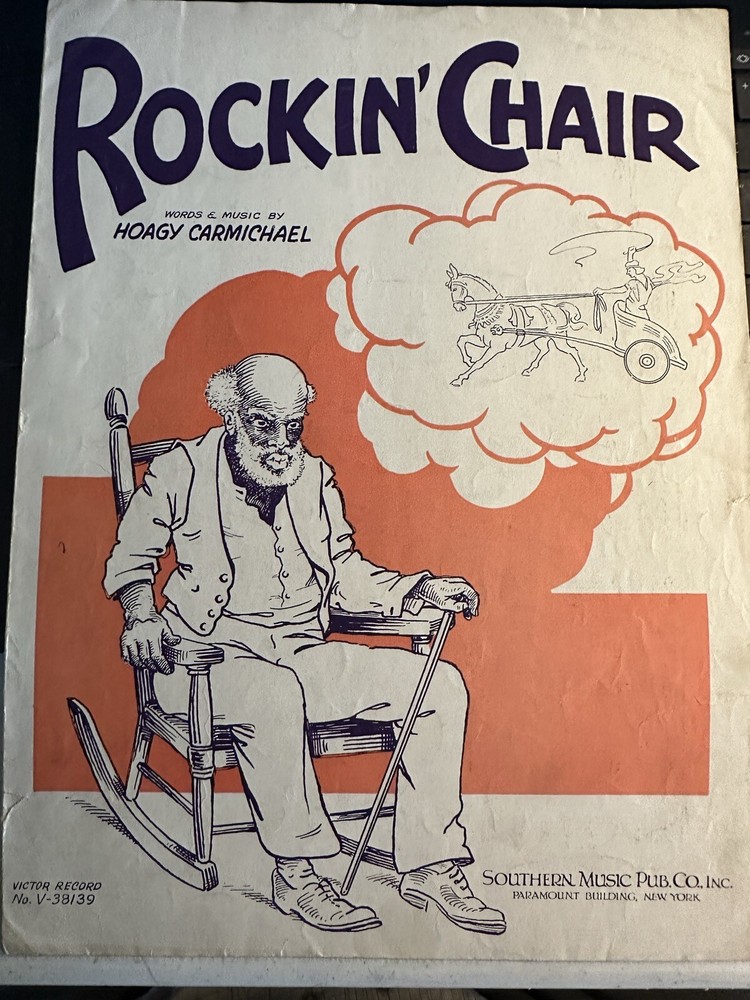 ROCKIN' CHAIR
WORDS & MUSIC BY
HOAGY CARMICHAEL
VICTOR RECORD
No. V-38139
SOUTHERN MUSIC PUB. CO., INC.
PARAMOUNT BUILDING, NEW YORK